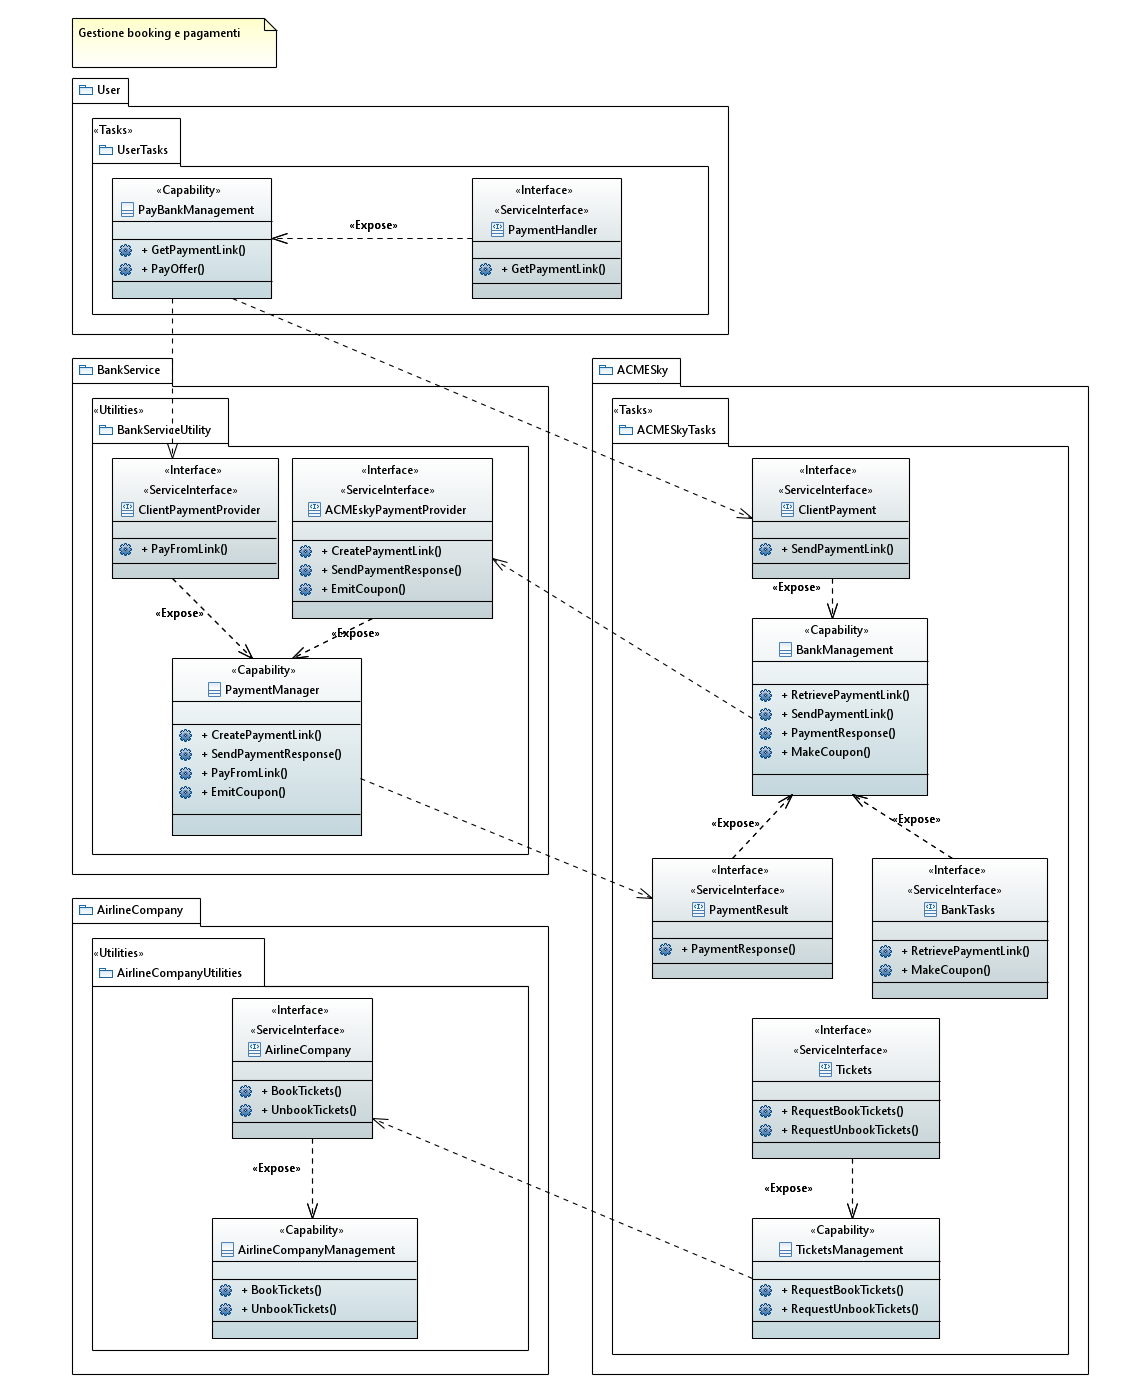 Gestione booking e pagamenti
User
«Tasks»
UserTasks
«Capability»
PayBankManagement
+ GetPaymentLink()
+ PayOffer()
«Expose»
«Interface»
«ServiceInterface»
PaymentHandler
+ GetPaymentLink()
BankService
«Utilities»
BankServiceUtility
«Interface»
«ServiceInterface»
ClientPaymentProvider
+ PayFromLink()
«Interface»
«ServiceInterface»
ACMEskyPaymentProvider
+ CreatePaymentLink()
+ SendPaymentResponse()
+ EmitCoupon()
«Expose»
«Expose»
«Capability»
PaymentManager
+ CreatePaymentLink()
+ SendPaymentResponse()
+ PayFromLink()
+ EmitCoupon()
ACMESky
«Tasks»
ACMESkyTasks
«Interface»
«ServiceInterface»
ClientPayment
+ SendPaymentLink()
«Expose»
«Capability»
BankManagement
+ RetrievePaymentLink()
+ SendPaymentLink()
+ PaymentResponse()
+ MakeCoupon()
«Expose»
«Expose»
«Interface»
«ServiceInterface»
PaymentResult
+ PaymentResponse()
«Interface»
«ServiceInterface»
BankTasks
+ RetrievePaymentLink()
+ MakeCoupon()
«Interface»
«ServiceInterface»
Tickets
+ RequestBookTickets()
+ RequestUnbookTickets()
«Expose»
«Capability»
TicketsManagement
+ RequestBookTickets()
+ RequestUnbookTickets()
AirlineCompany
«Utilities»
AirlineCompanyUtilities
«Interface»
«ServiceInterface»
AirlineCompany
+ BookTickets()
+ UnbookTickets()
«Expose»
«Capability»
AirlineCompanyManagement
+ BookTickets()
+ UnbookTickets()